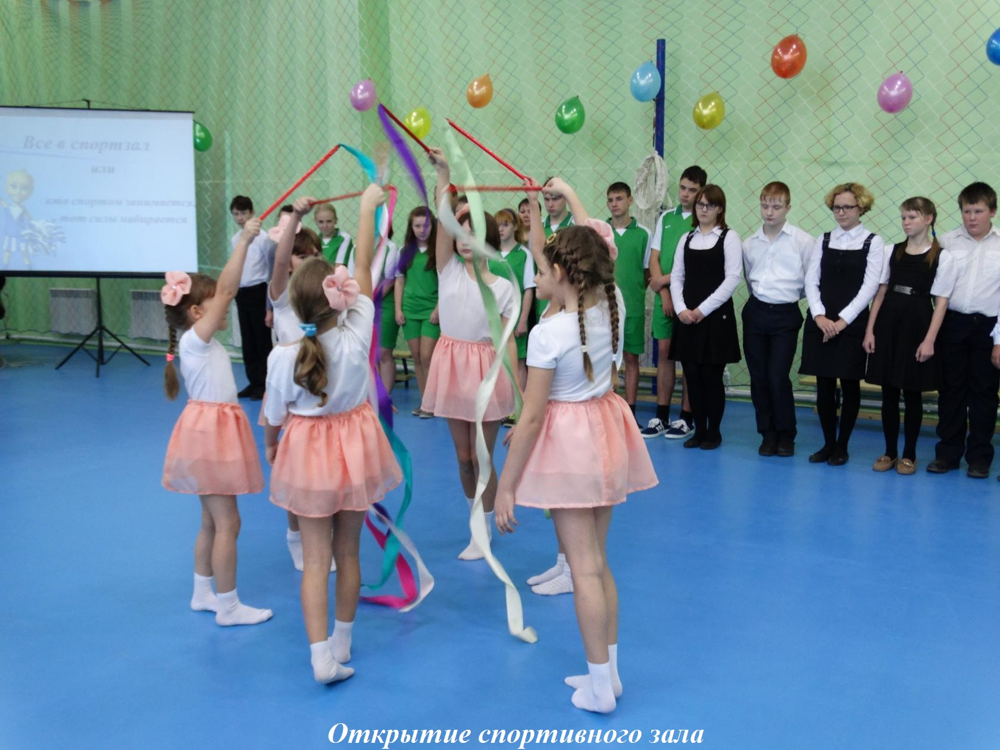 Все в спортзал
или
кто спортом занимается,
тот силы набирается
Открытие спортивного зала